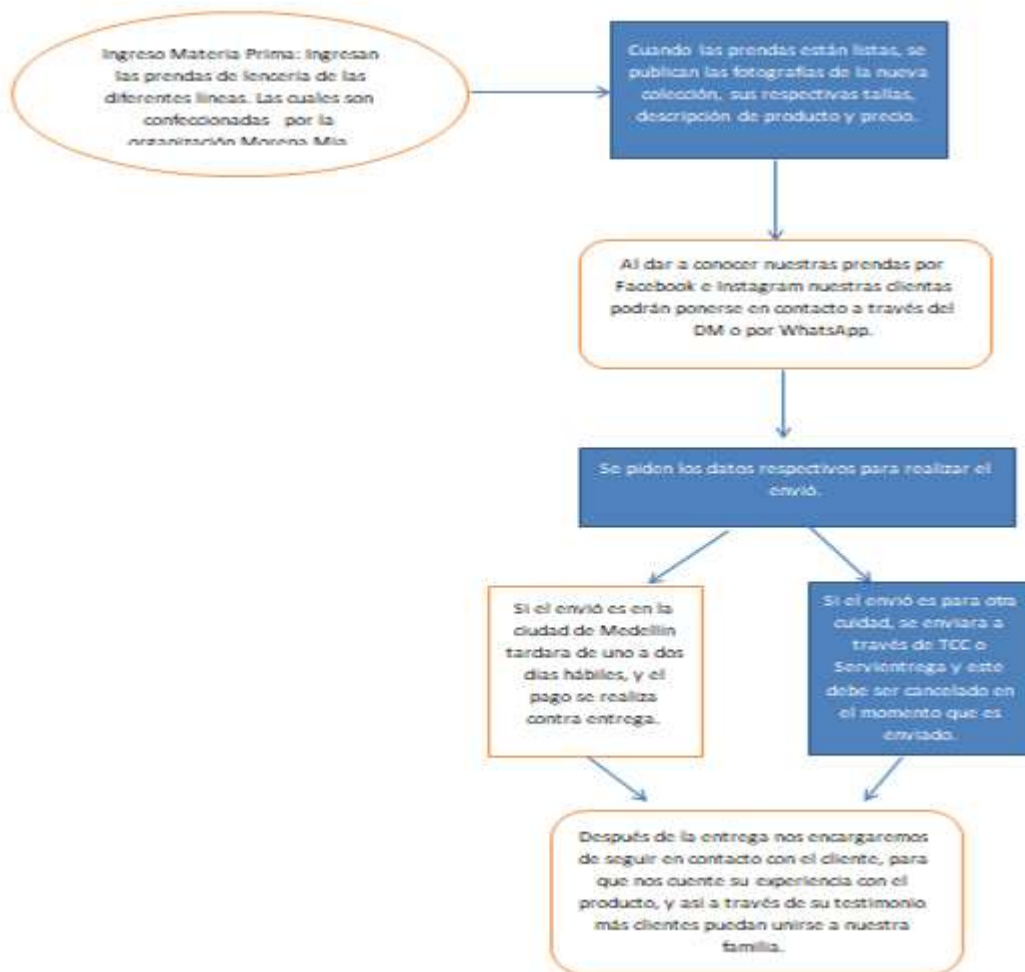 Ingreso Materia Prima: Ingresan
las prendas de lencería de las
diferentes líneas. Las cuales son
confeccionadas por la
organización Morena Mía
Cuando las prendas están listas, se
publican las fotografías de la nueva
colección, sus respectivas tallas,
descripción de producto y precio.
Al dar a conocer nuestras prendas por
Facebook e Instagram nuestras clientas
podrán ponerse en contacto a través del
DM o por WhatsApp.
Se piden los datos respectivos para realizar el
envió.
Si el envió es en la
ciudad de Medellín
tardara de uno a dos
días hábiles, y el
pago se realiza
contra entrega.
Si el envió es para otra
cuidad, se enviara a
través de TCC o
Servientrega y este
debe ser cancelado en
el momento que es
enviado.
Después de la entrega nos encargaremos
de seguir en contacto con el cliente, para
que nos cuente su experiencia con el
producto, y así a través de su testimonio
más clientes puedan unirse a nuestra
familia.